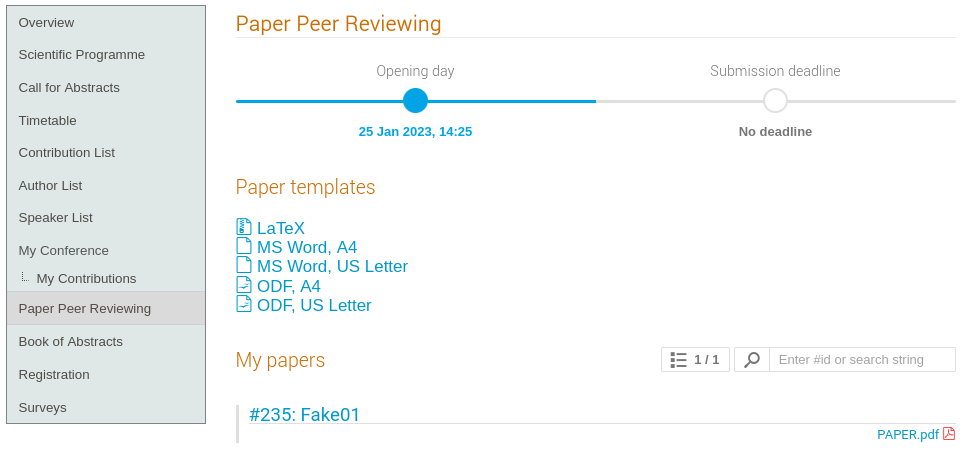 Overview
Scientific Programme
Call for Abstracts
Timetable
Contribution List
Author List
Speaker List
My Conference
My Contributions
Paper Peer Reviewing
Book of Abstracts
Registration
Surveys
Paper Peer Reviewing
Opening day
Submission deadline
25 Jan 2023, 14:25
No deadline
Paper templates
LaTeX
MS Word, A4
MS Word, US Letter
ODF, A4
ODF, US Letter
My papers
1 / 1
Enter #id or search string
#235: Fake01
PAPER.pdf